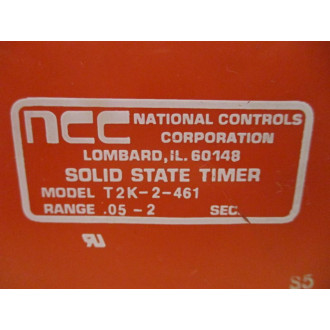 ncc NATIONAL CONTROLS
CORPORATION
LOMBARD, IL. 60148
SOLID STATE TIMER
MODEL T2K-2-461
RANGE .05-2 SEC.
S5